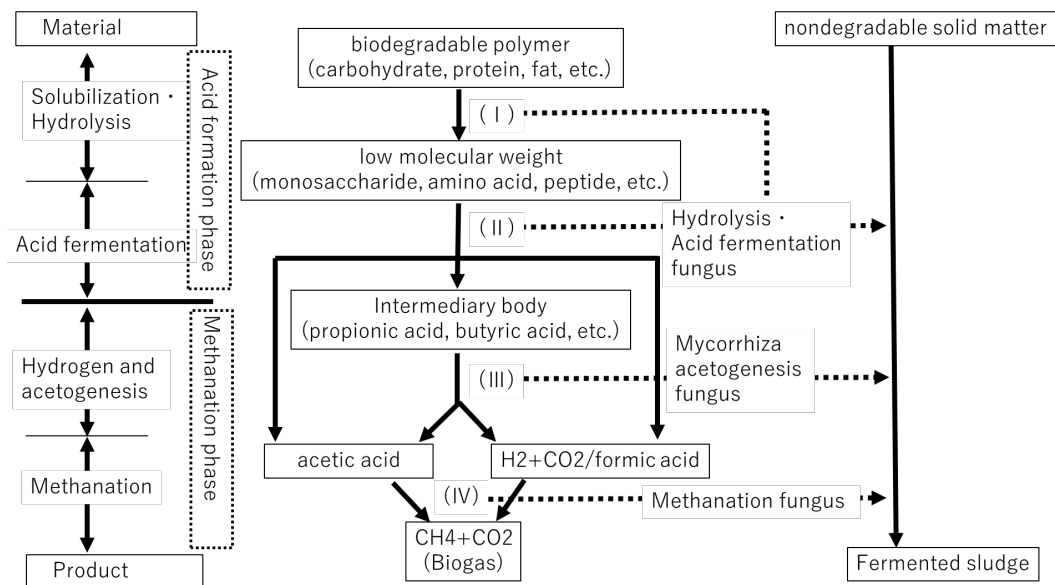 Material
Solubilization・
Hydrolysis
Acid fermentation
Hydrogen and
acetogenesis
Methanation
Product
Acid formation phase
Methanation phase
biodegradable polymer
(carbohydrate, protein, fat, etc.)
(Ⅰ)
low molecular weight
(monosaccharide, amino acid, peptide, etc.)
(Ⅱ)
Intermediary body
(propionic acid, butyric acid, etc.)
(Ⅲ)
acetic acid
H2+CO2/formic acid
(Ⅳ)
CH4+CO2
(Biogas)
Hydrolysis・
Acid fermentation
fungus
Mycorrhiza
acetogenesis
fungus
Methanation fungus
nondegradable solid matter
Fermented sludge